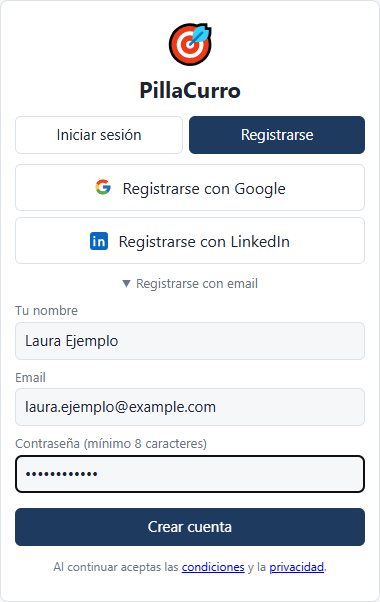 PillaCurro
Iniciar sesión
Registrarse
Registrarse con Google
Registrarse con LinkedIn
▼ Registrarse con email
Tu nombre
Laura Ejemplo
Email
laura.ejemplo@example.com
Contraseña (mínimo 8 caracteres)
••••••••••••
Crear cuenta
Al continuar aceptas las condiciones y la privacidad.